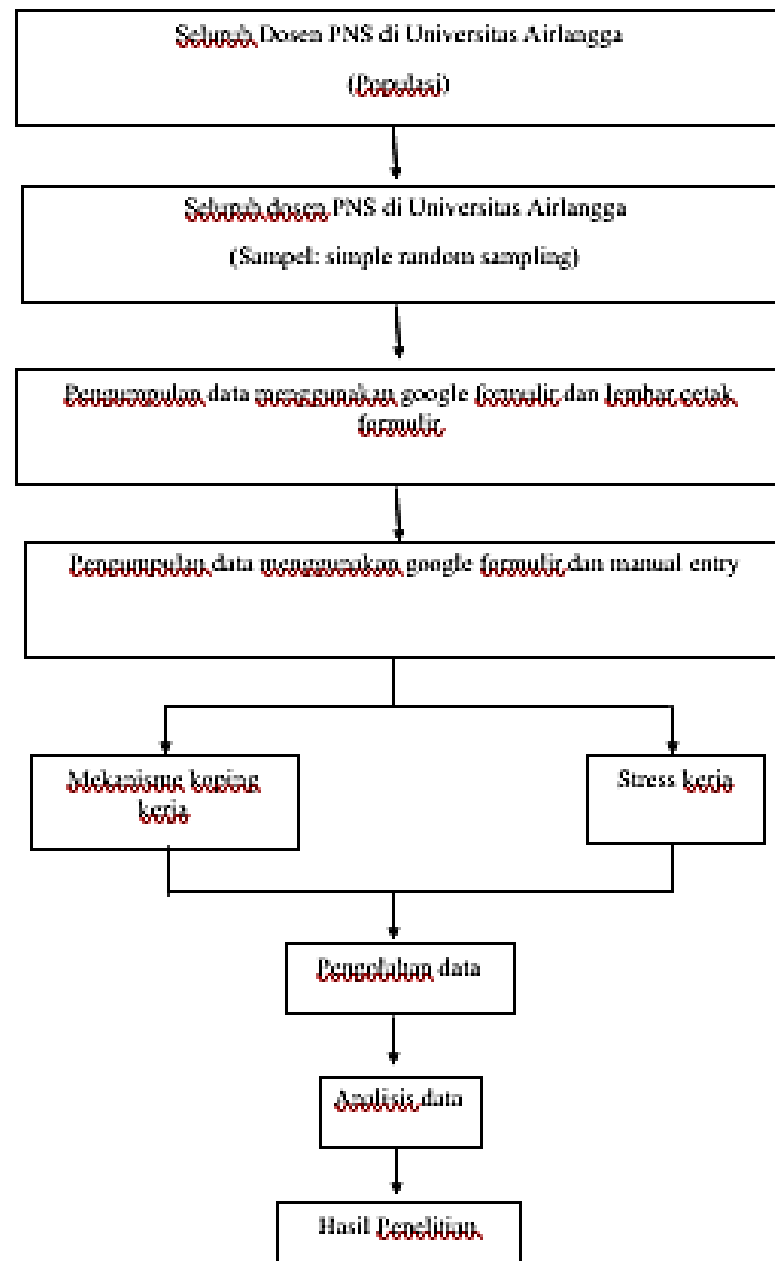 Seluruh Dosen PNS di Universitas Airlangga
(Populasi)
Seluruh dosen PNS di Universitas Airlangga
(Sampel: simple random sampling)
Pengumpulan data menggunakan google formulir dan lembar cetak
formulir
Pengumpulan data menggunakan google formulir dan manual entry
Mekanisme koping
kerja
Stress kerja
Pengolahan data
Analisis data
Hasil Penelitian